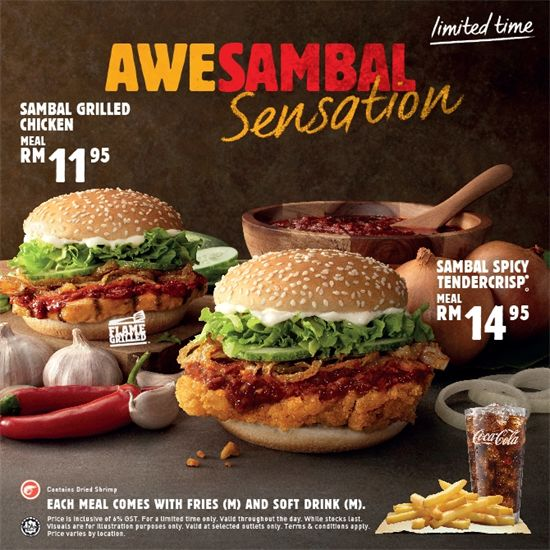 limited time
AWESAMBAL
Sensation
SAMBAL GRILLED
CHICKEN
MEAL
RM 11 95
SAMBAL SPICY
TENDERCRISP
MEAL
RM 14 95
FLAME
GRILLED
Coca-Cola
Contains Dried Shrimp
EACH MEAL COMES WITH FRIES (M) AND SOFT DRINK (M).
Price is inclusive of 6% GST. For a limited time only. Valid throughout the day. While stocks last.
Visuals are for illustration purposes only. Valid at selected outlets only. Terms & conditions apply.
Price varies by location.